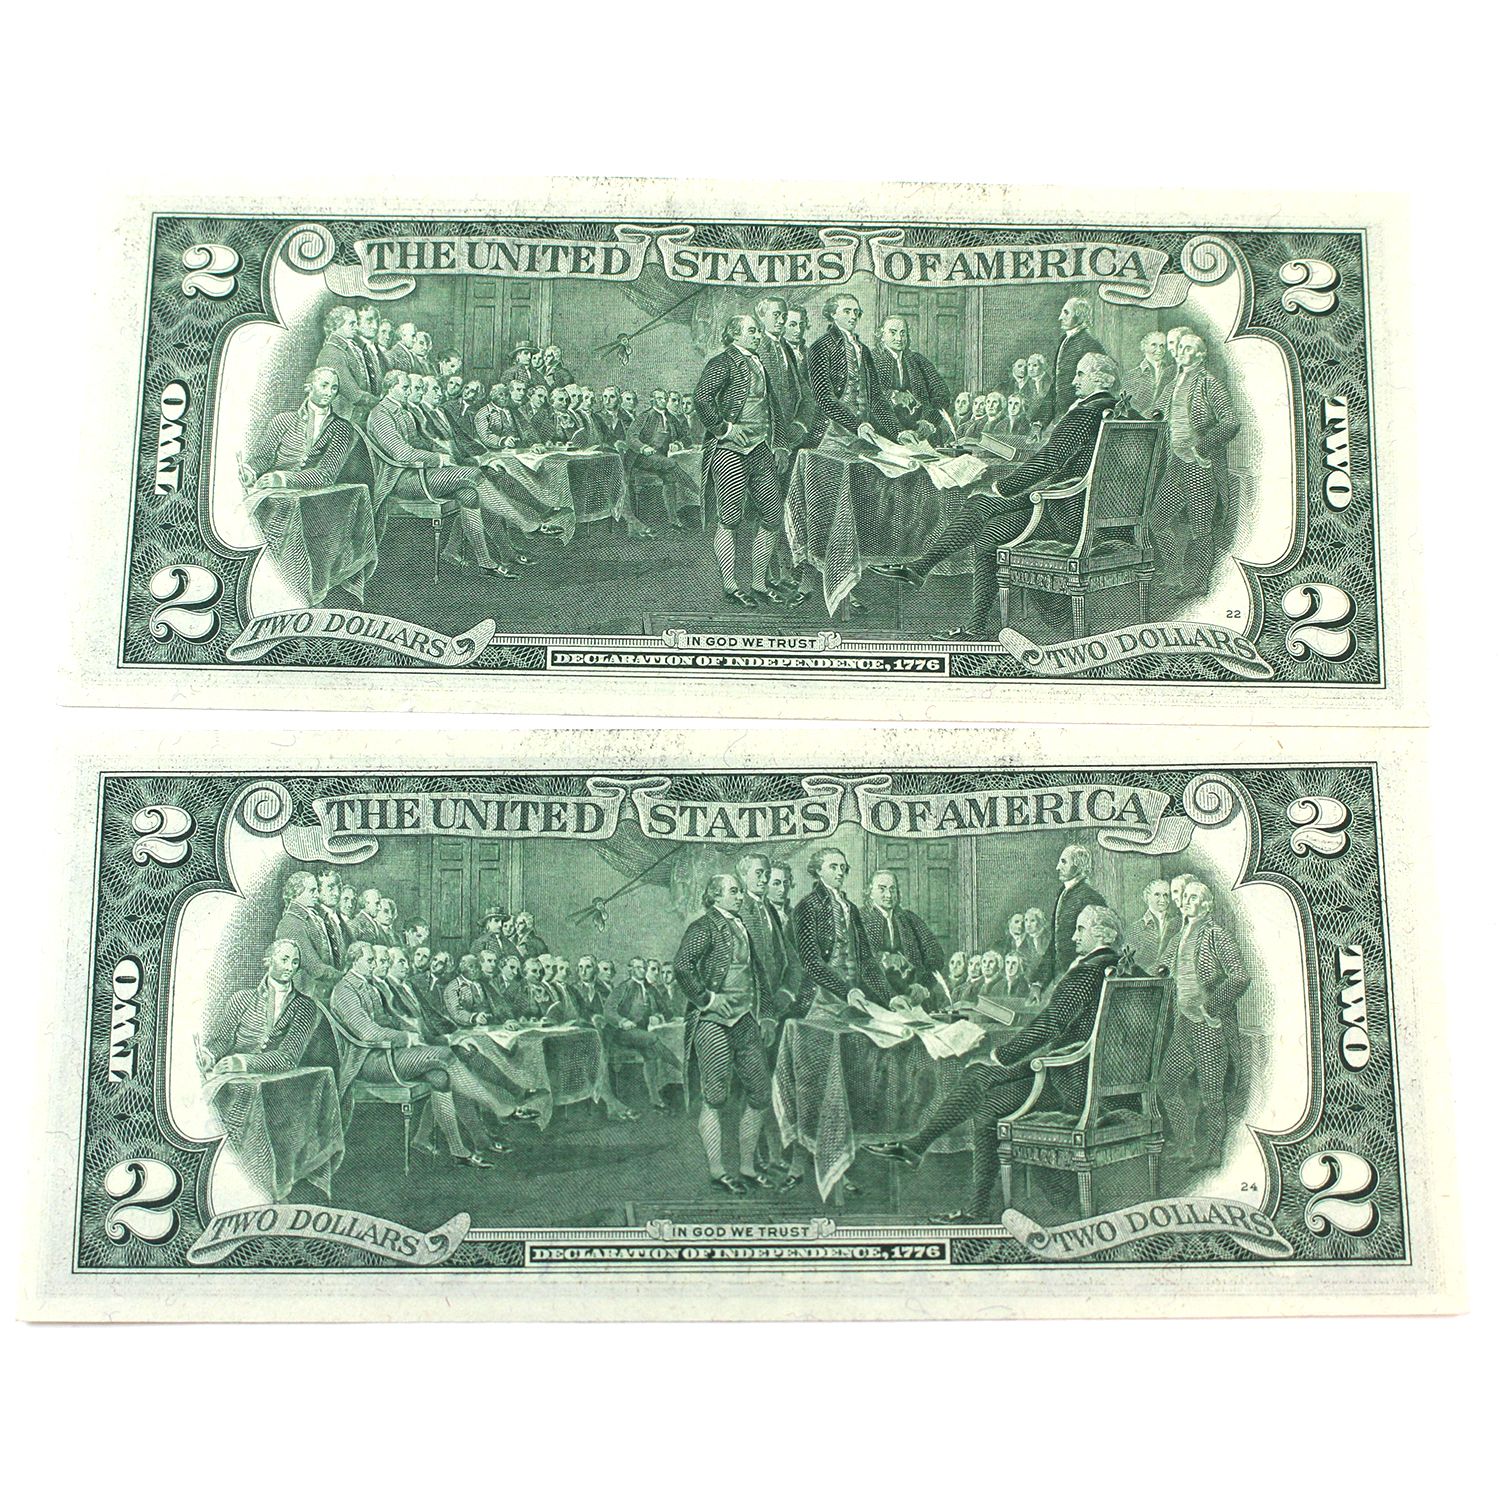 2 THE UNITED STATES OF AMERICA 2
TWO TWO
2 22 2
TWO DOLLARS IN GOD WE TRUST TWO DOLLARS
DECLARATION OF INDEPENDENCE, 1776
2 THE UNITED STATES OF AMERICA 2
TWO TWO
2 24 2
TWO DOLLARS IN GOD WE TRUST TWO DOLLARS
DECLARATION OF INDEPENDENCE, 1776